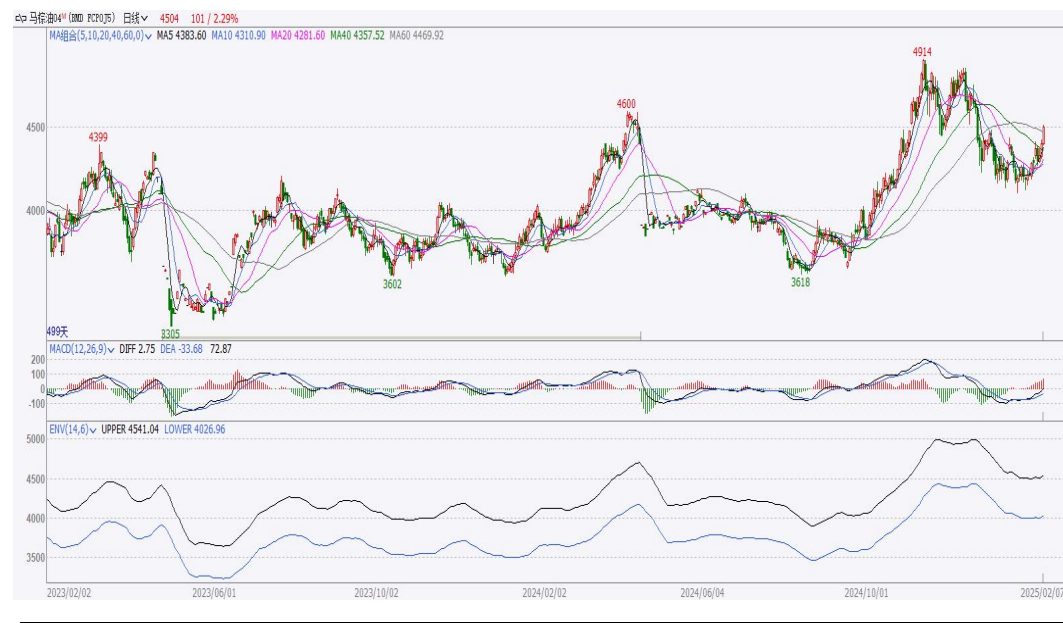 马棕油04M (BMD FCPOJ5) 日线 4504 101 / 2.29%
MA组合(5,10,20,40,60,0) MA5 4383.60 MA10 4310.90 MA20 4281.60 MA40 4357.52 MA60 4469.92
4914
4600
4500
4399
4000
3602
3618
3305
499天
MACD(12,26,9) DIFF 2.75 DEA -33.68 72.87
200
100
0
-100
ENV(14,6) UPPER 4541.04 LOWER 4026.96
5000
4500
4000
3500
2023/02/02 2023/06/01 2023/10/02 2024/02/02 2024/06/04 2024/10/01 2025/02/07